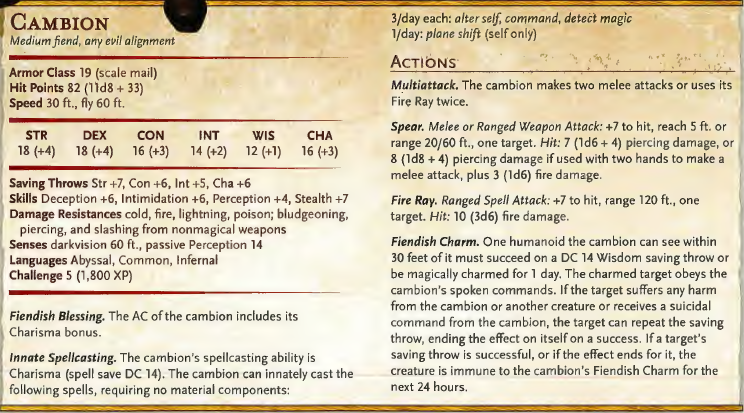 CAMBION
Medium fiend, any evil alignment
Armor Class 19 (scale mail)
Hit Points 82 (11d8 + 33)
Speed 30 ft., fly 60 ft.
STR DEX CON INT WIS CHA
18 (+4) 18 (+4) 16 (+3) 14 (+2) 12 (+1) 16 (+3)
Saving Throws Str +7, Con +6, Int +5, Cha +6
Skills Deception +6, Intimidation +6, Perception +4, Stealth +7
Damage Resistances cold, fire, lightning, poison; bludgeoning,
piercing, and slashing from nonmagical weapons
Senses darkvision 60 ft., passive Perception 14
Languages Abyssal, Common, Infernal
Challenge 5 (1,800 XP)
Fiendish Blessing. The AC of the cambion includes its
Charisma bonus.
Innate Spellcasting. The cambion's spellcasting ability is
Charisma (spell save DC 14). The cambion can innately cast the
following spells, requiring no material components:
3/day each: alter self, command, detect magic
1/day: plane shift (self only)
ACTIONS
Multiattack. The cambion makes two melee attacks or uses its
Fire Ray twice.
Spear. Melee or Ranged Weapon Attack: +7 to hit, reach 5 ft. or
range 20/60 ft., one target. Hit: 7 (1d6 + 4) piercing damage, or
8 (1d8 + 4) piercing damage if used with two hands to make a
melee attack, plus 3 (1d6) fire damage.
Fire Ray. Ranged Spell Attack: +7 to hit, range 120 ft., one
target. Hit: 10 (3d6) fire damage.
Fiendish Charm. One humanoid the cambion can see within
30 feet of it must succeed on a DC 14 Wisdom saving throw or
be magically charmed for 1 day. The charmed target obeys the
cambion's spoken commands. If the target suffers any harm
from the cambion or another creature or receives a suicidal
command from the cambion, the target can repeat the saving
throw, ending the effect on itself on a success. If a target's
saving throw is successful, or if the effect ends for it, the
creature is immune to the cambion's Fiendish Charm for the
next 24 hours.